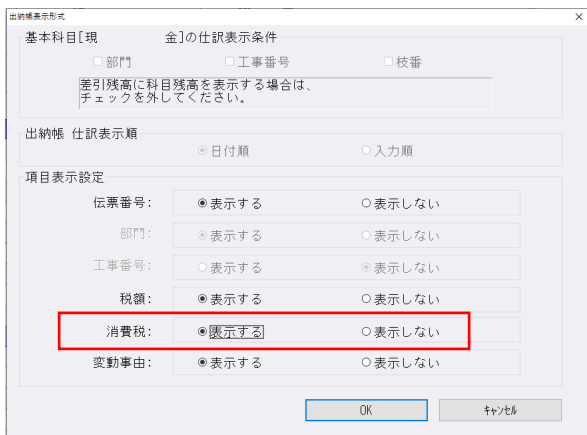 出納帳表示形式
基本科目[現 金]の仕訳表示条件
部門 工事番号 枝番
差引残高に科目残高を表示する場合は、
チェックを外してください。
出納帳 仕訳表示順
日付順 入力順
項目表示設定
伝票番号: 表示する 表示しない
部門: 表示する 表示しない
工事番号: 表示する 表示しない
税額: 表示する 表示しない
消費税: 表示する 表示しない
変動事由: 表示する 表示しない
OK キャンセル